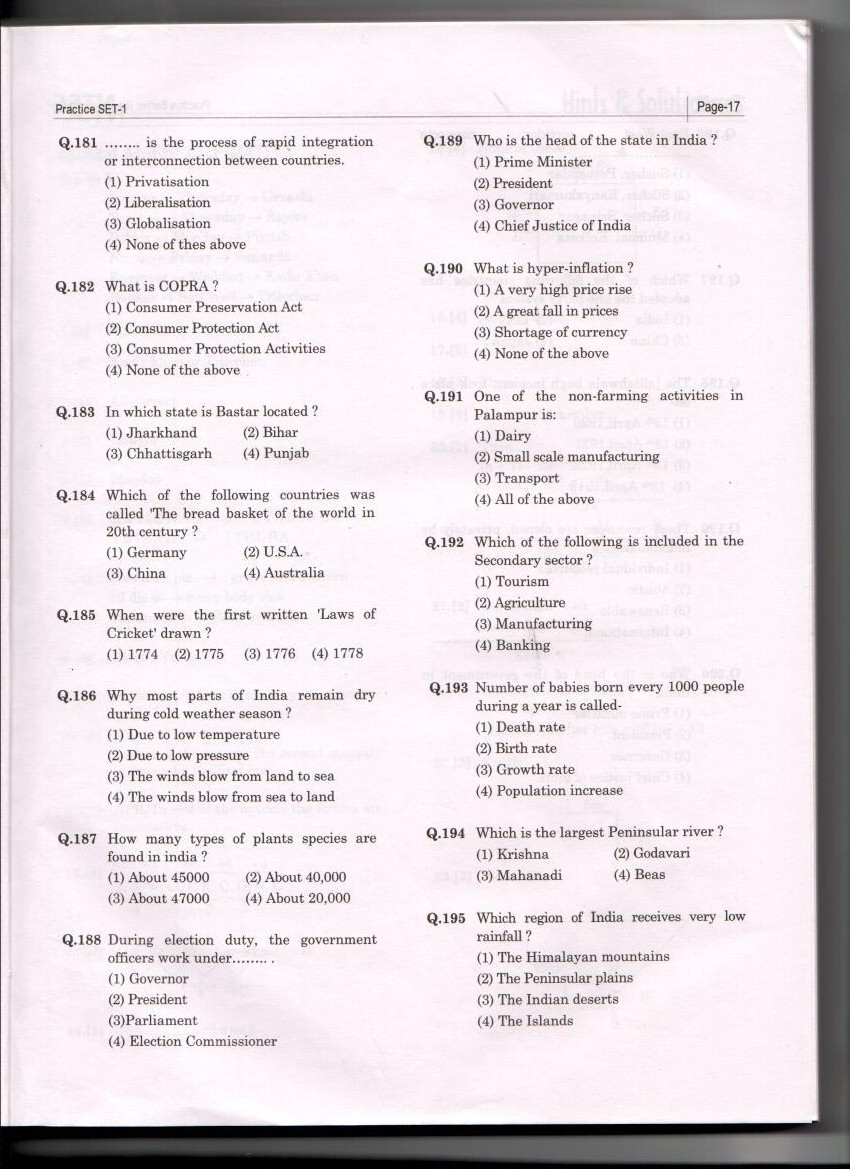 Practice SET-1
Page-17
Q.181 ........ is the process of rapid integration
or interconnection between countries.
(1) Privatisation
(2) Liberalisation
(3) Globalisation
(4) None of thes above
Q.182 What is COPRA ?
(1) Consumer Preservation Act
(2) Consumer Protection Act
(3) Consumer Protection Activities
(4) None of the above
Q.183 In which state is Bastar located ?
(1) Jharkhand (2) Bihar
(3) Chhattisgarh (4) Punjab
Q.184 Which of the following countries was
called 'The bread basket of the world in
20th century ?
(1) Germany (2) U.S.A.
(3) China (4) Australia
Q.185 When were the first written 'Laws of
Cricket' drawn ?
(1) 1774 (2) 1775 (3) 1776 (4) 1778
Q.186 Why most parts of India remain dry
during cold weather season ?
(1) Due to low temperature
(2) Due to low pressure
(3) The winds blow from land to sea
(4) The winds blow from sea to land
Q.187 How many types of plants species are
found in india ?
(1) About 45000 (2) About 40,000
(3) About 47000 (4) About 20,000
Q.188 During election duty, the government
officers work under........ .
(1) Governor
(2) President
(3)Parliament
(4) Election Commissioner
Q.189 Who is the head of the state in India ?
(1) Prime Minister
(2) President
(3) Governor
(4) Chief Justice of India
Q.190 What is hyper-inflation ?
(1) A very high price rise
(2) A great fall in prices
(3) Shortage of currency
(4) None of the above
Q.191 One of the non-farming activities in
Palampur is:
(1) Dairy
(2) Small scale manufacturing
(3) Transport
(4) All of the above
Q.192 Which of the following is included in the
Secondary sector ?
(1) Tourism
(2) Agriculture
(3) Manufacturing
(4) Banking
Q.193 Number of babies born every 1000 people
during a year is called-
(1) Death rate
(2) Birth rate
(3) Growth rate
(4) Population increase
Q.194 Which is the largest Peninsular river ?
(1) Krishna (2) Godavari
(3) Mahanadi (4) Beas
Q.195 Which region of India receives very low
rainfall ?
(1) The Himalayan mountains
(2) The Peninsular plains
(3) The Indian deserts
(4) The Islands